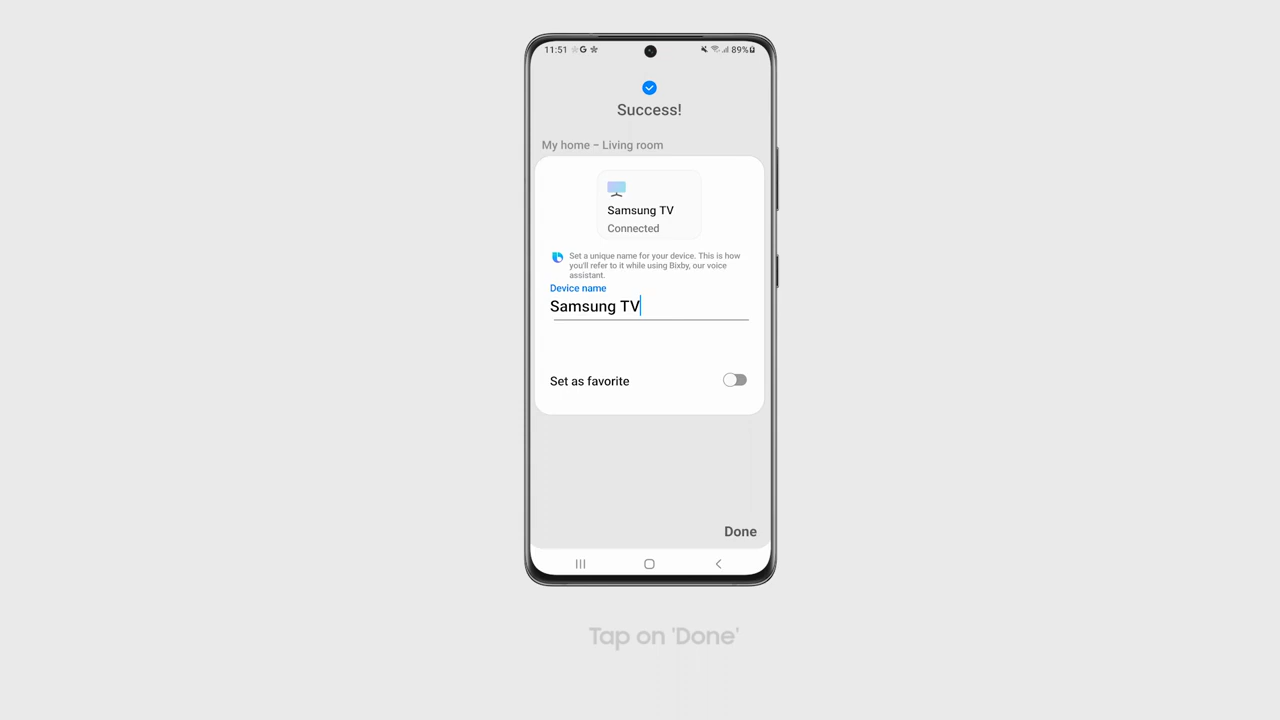 11:51 G 89%
Success!
My home – Living room
Samsung TV
Connected
Set a unique name for your device. This is how
you'll refer to it while using Bixby, our voice
assistant.
Device name
Samsung TV
Set as favorite
Done
Tap on 'Done'